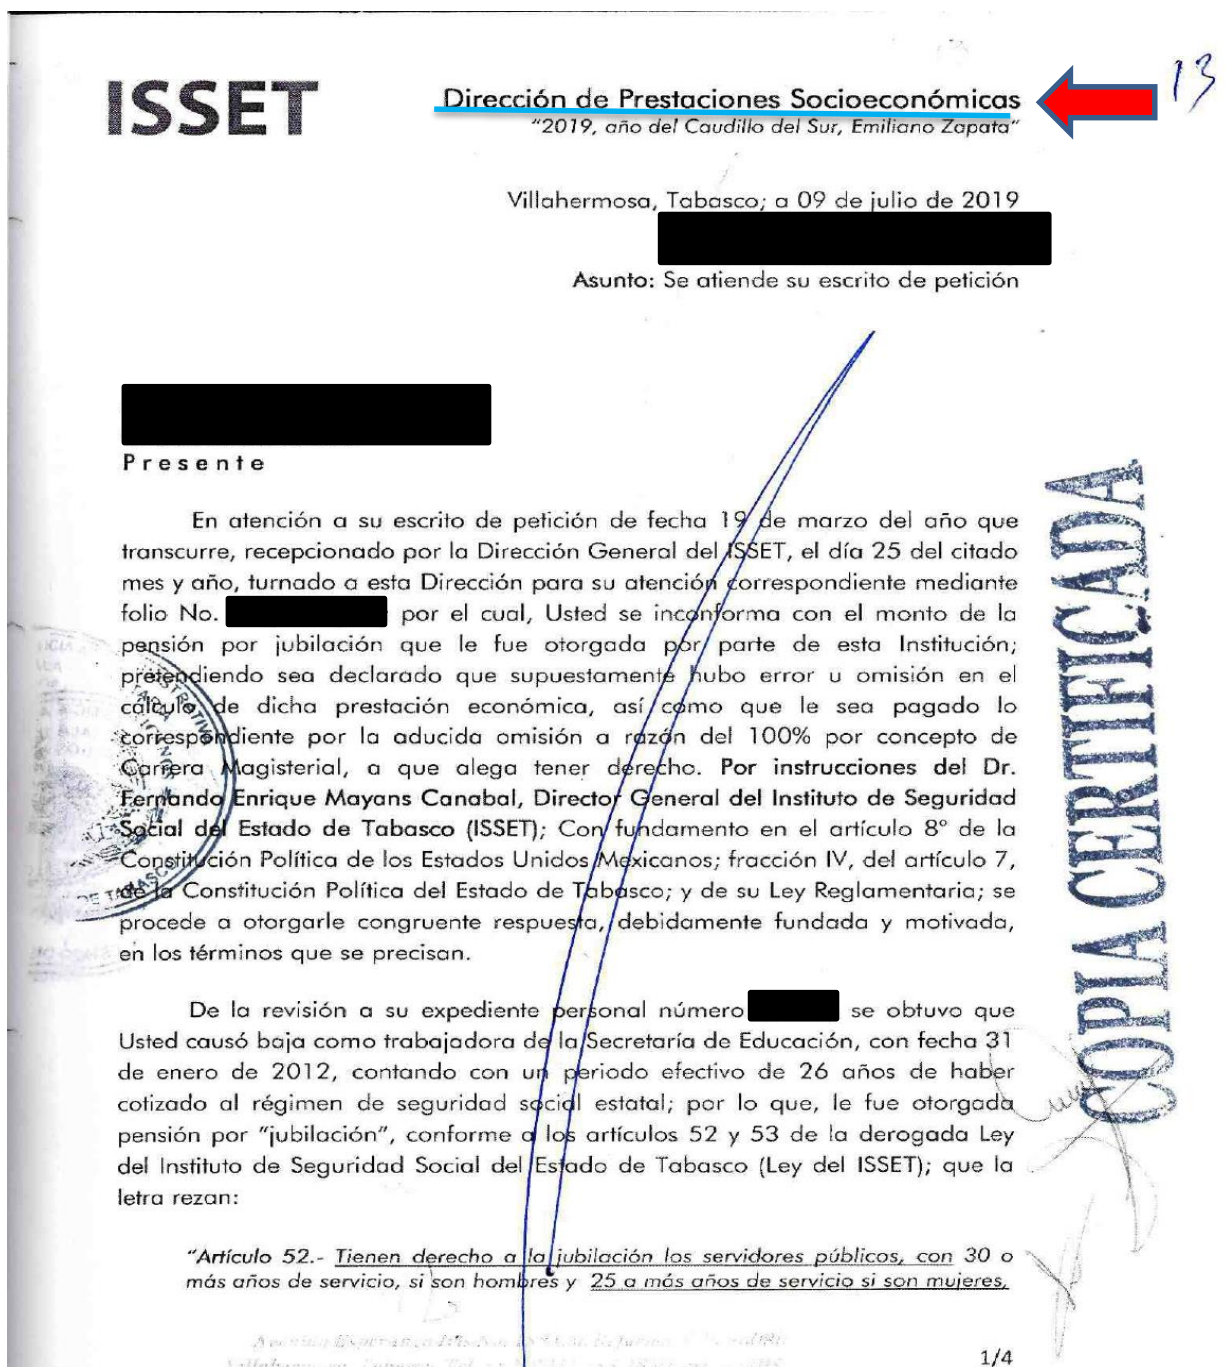 13
ISSET
Dirección de Prestaciones Socioeconómicas
"2019, año del Caudillo del Sur, Emiliano Zapata"
Villahermosa, Tabasco; a 09 de julio de 2019
Asunto: Se atiende su escrito de petición
Presente
En atención a su escrito de petición de fecha 19 de marzo del año que
transcurre, recepcionado por la Dirección General del ISSET, el día 25 del citado
mes y año, turnado a esta Dirección para su atención correspondiente mediante
folio No. por el cual, Usted se inconforma con el monto de la
pensión por jubilación que le fue otorgada por parte de esta Institución;
pretendiendo sea declarado que supuestamente hubo error u omisión en el
cálculo de dicha prestación económica, así como que le sea pagado lo
correspondiente por la aducida omisión a razón del 100% por concepto de
Carrera Magisterial, a que alega tener derecho. Por instrucciones del Dr.
Fernando Enrique Mayans Canabal, Director General del Instituto de Seguridad
Social del Estado de Tabasco (ISSET); Con fundamento en el artículo 8° de la
Constitución Política de los Estados Unidos Mexicanos; fracción IV, del artículo 7,
de la Constitución Política del Estado de Tabasco; y de su Ley Reglamentaria; se
procede a otorgarle congruente respuesta, debidamente fundada y motivada,
en los términos que se precisan.
De la revisión a su expediente personal número se obtuvo que
Usted causó baja como trabajadora de la Secretaría de Educación, con fecha 31
de enero de 2012, contando con un periodo efectivo de 26 años de haber
cotizado al régimen de seguridad social estatal; por lo que, le fue otorgada
pensión por "jubilación", conforme a los artículos 52 y 53 de la derogada Ley
del Instituto de Seguridad Social del Estado de Tabasco (Ley del ISSET); que la
letra rezan:
"Artículo 52.- Tienen derecho a la jubilación los servidores públicos, con 30 o
más años de servicio, si son hombres y 25 a más años de servicio si son mujeres,
1/4
COPIA CERTIFICADA